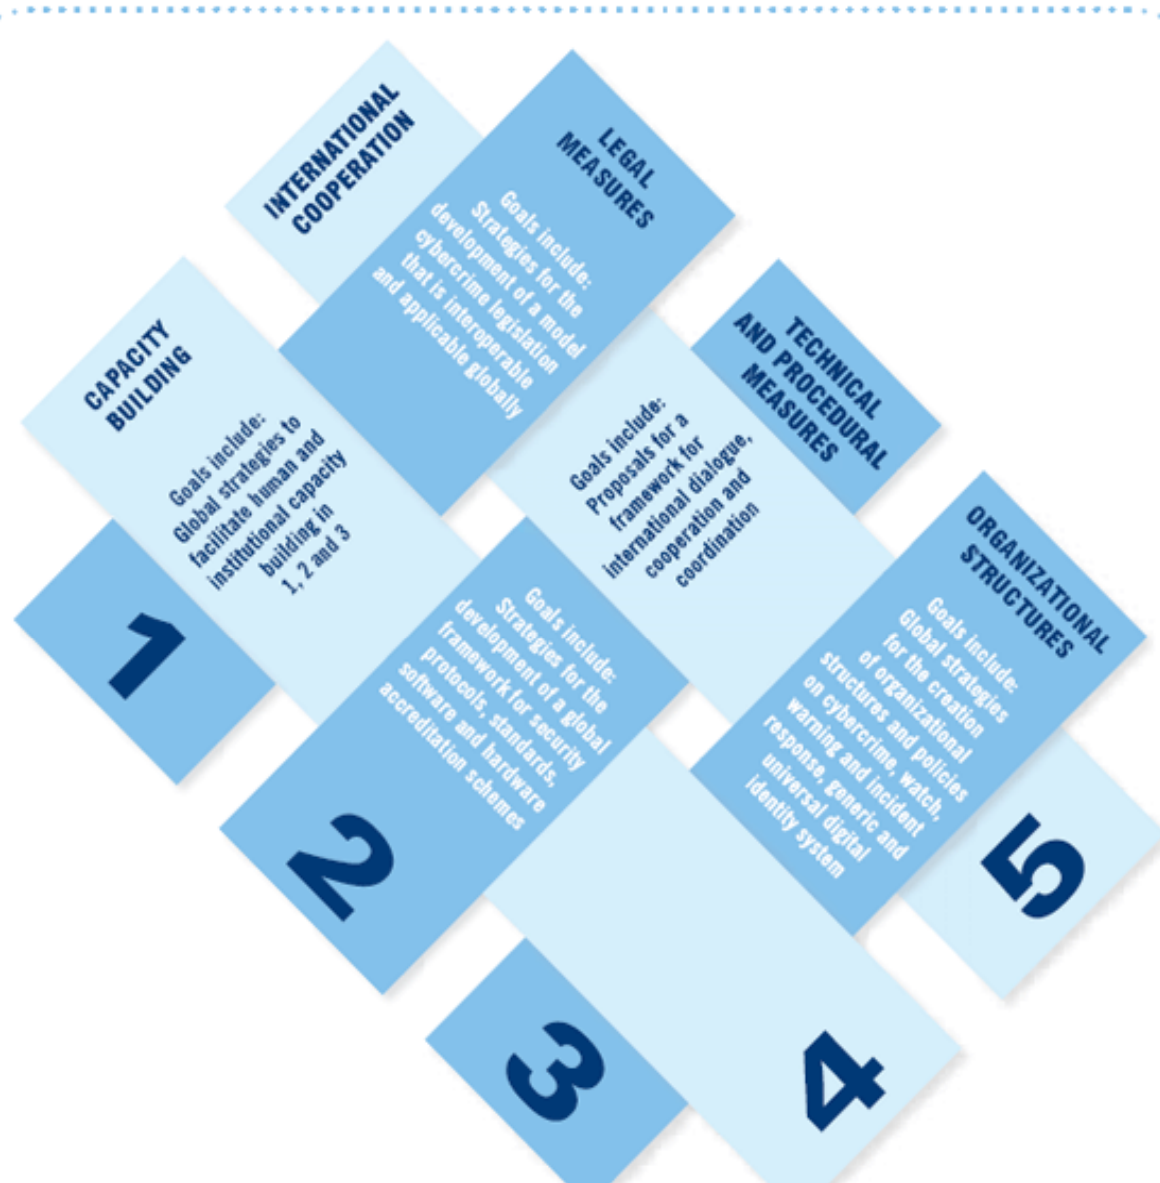 INTERNATIONAL
COOPERATION
LEGAL
MEASURES
Goals include:
Strategies for the
development of a model
cybercrime legislation
that is interoperable
and applicable globally
CAPACITY
BUILDING
Goals include:
Global strategies to
facilitate human and
institutional capacity
building in
1, 2 and 3
TECHNICAL
AND PROCEDURAL
MEASURES
Goals include:
Proposals for a
framework for
international dialogue,
cooperation and
coordination
ORGANIZATIONAL
STRUCTURES
Goals include:
Global strategies
for the creation
of organizational
structures and policies
on cybercrime, watch,
warning and incident
response, generic and
universal digital
identity system
1
Goals include:
Strategies for the
development of a global
framework for security
protocols, standards,
software and hardware
accreditation schemes
2
5
3
4